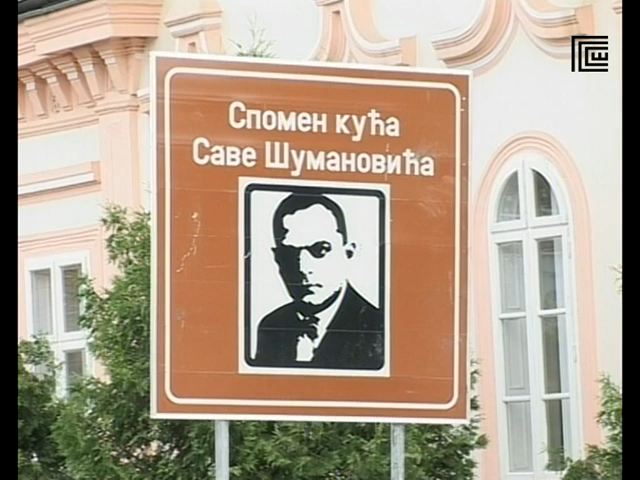 Спомен кућа
Саве Шумановића